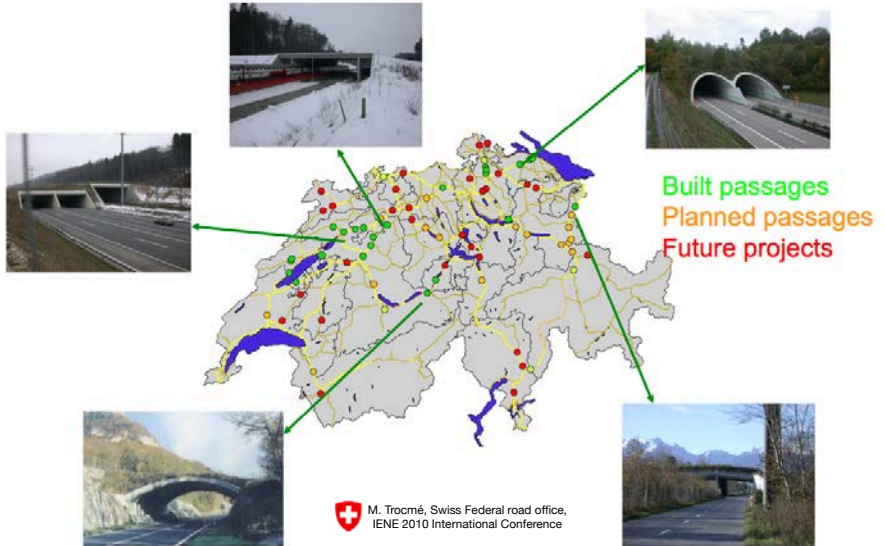 Built passages
Planned passages
Future projects
M. Trocmé, Swiss Federal road office,
IENE 2010 International Conference